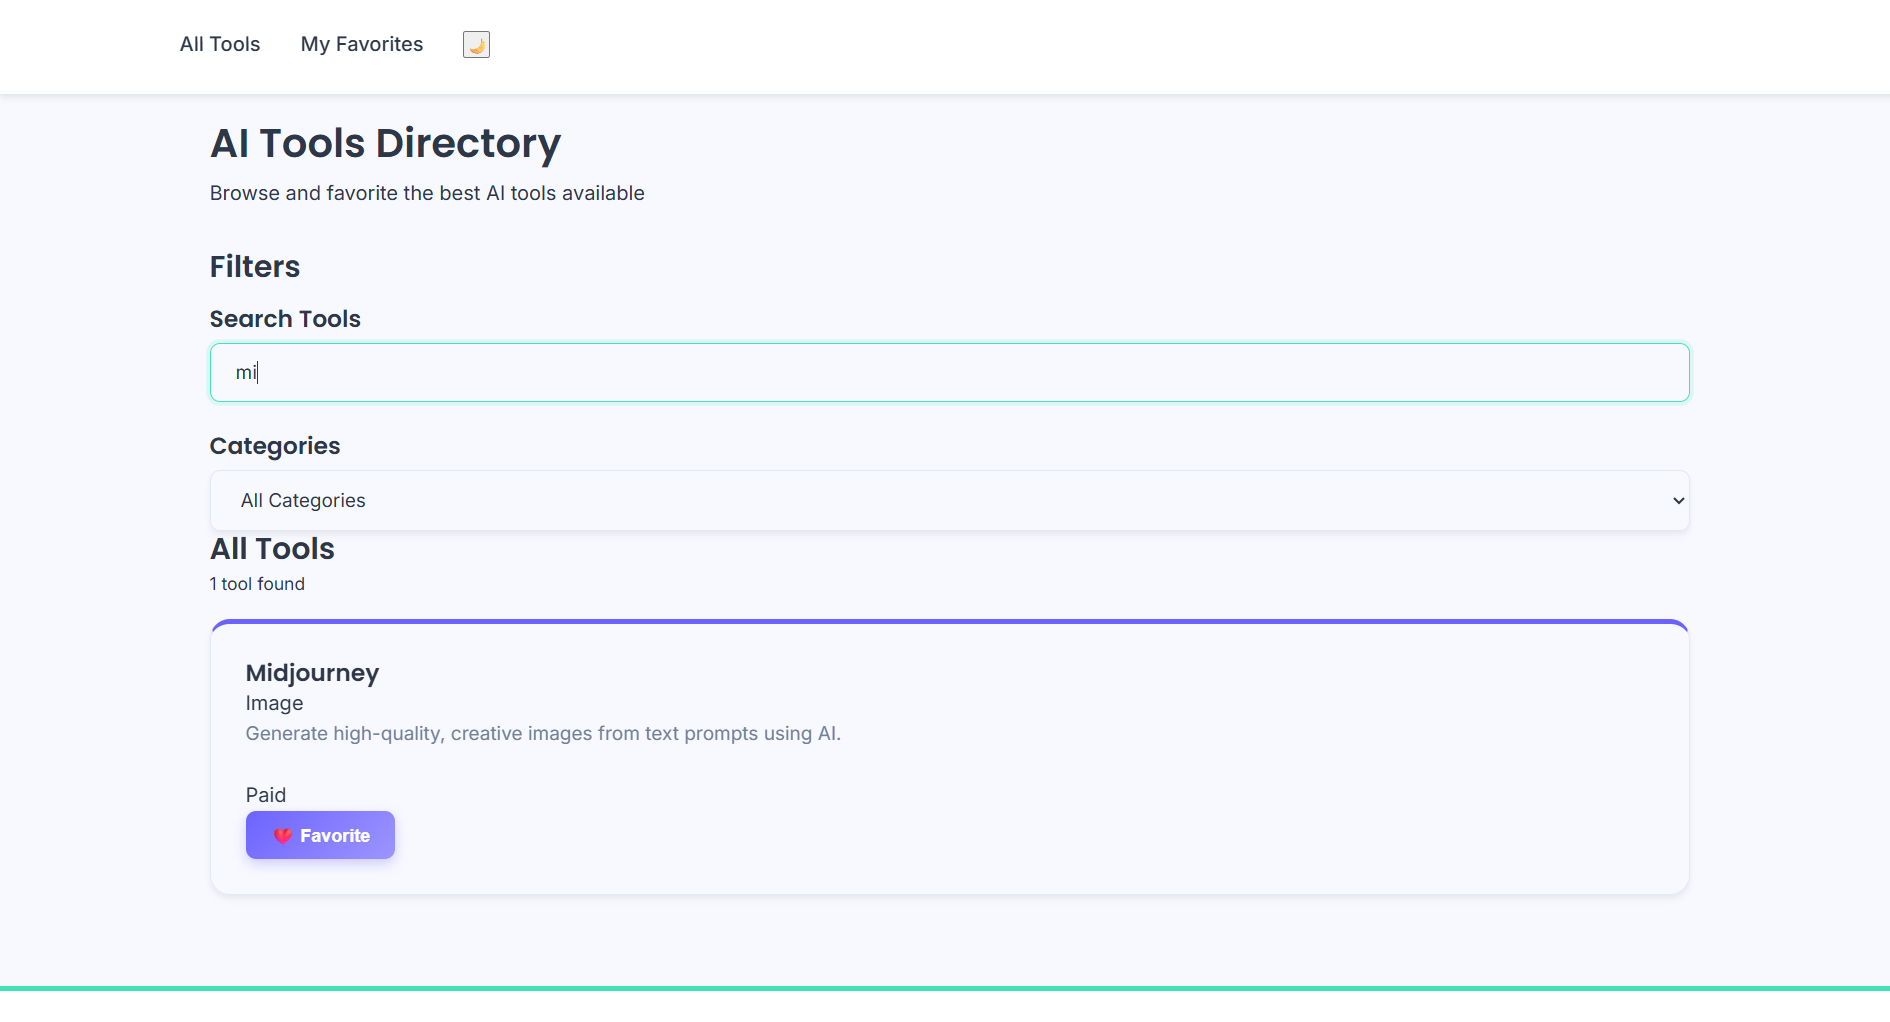 All Tools My Favorites
AI Tools Directory
Browse and favorite the best AI tools available
Filters
Search Tools
mi
Categories
All Categories
All Tools
1 tool found
Midjourney
Image
Generate high-quality, creative images from text prompts using AI.
Paid
Favorite